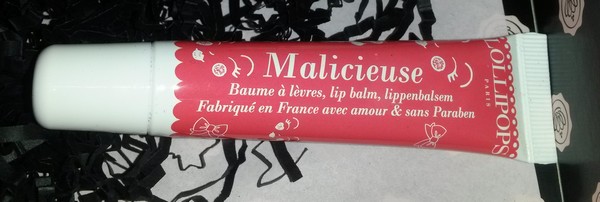 Malicieuse
Baume à lèvres, lip balm, lippenbalsem
Fabriqué en France avec amour & sans Paraben
LOLLIPOPS
PARIS